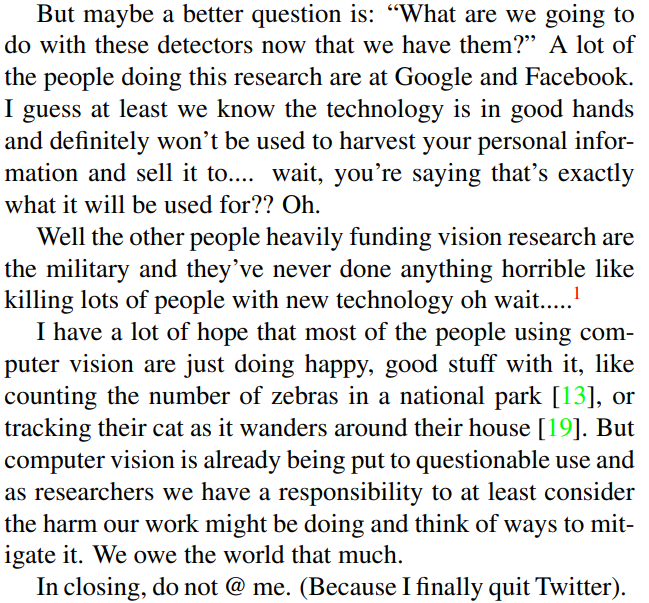 But maybe a better question is: “What are we going to
do with these detectors now that we have them?” A lot of
the people doing this research are at Google and Facebook.
I guess at least we know the technology is in good hands
and definitely won’t be used to harvest your personal infor-
mation and sell it to.... wait, you’re saying that’s exactly
what it will be used for?? Oh.
Well the other people heavily funding vision research are
the military and they’ve never done anything horrible like
killing lots of people with new technology oh wait.....1
I have a lot of hope that most of the people using com-
puter vision are just doing happy, good stuff with it, like
counting the number of zebras in a national park [13], or
tracking their cat as it wanders around their house [19]. But
computer vision is already being put to questionable use and
as researchers we have a responsibility to at least consider
the harm our work might be doing and think of ways to mit-
igate it. We owe the world that much.
In closing, do not @ me. (Because I finally quit Twitter).